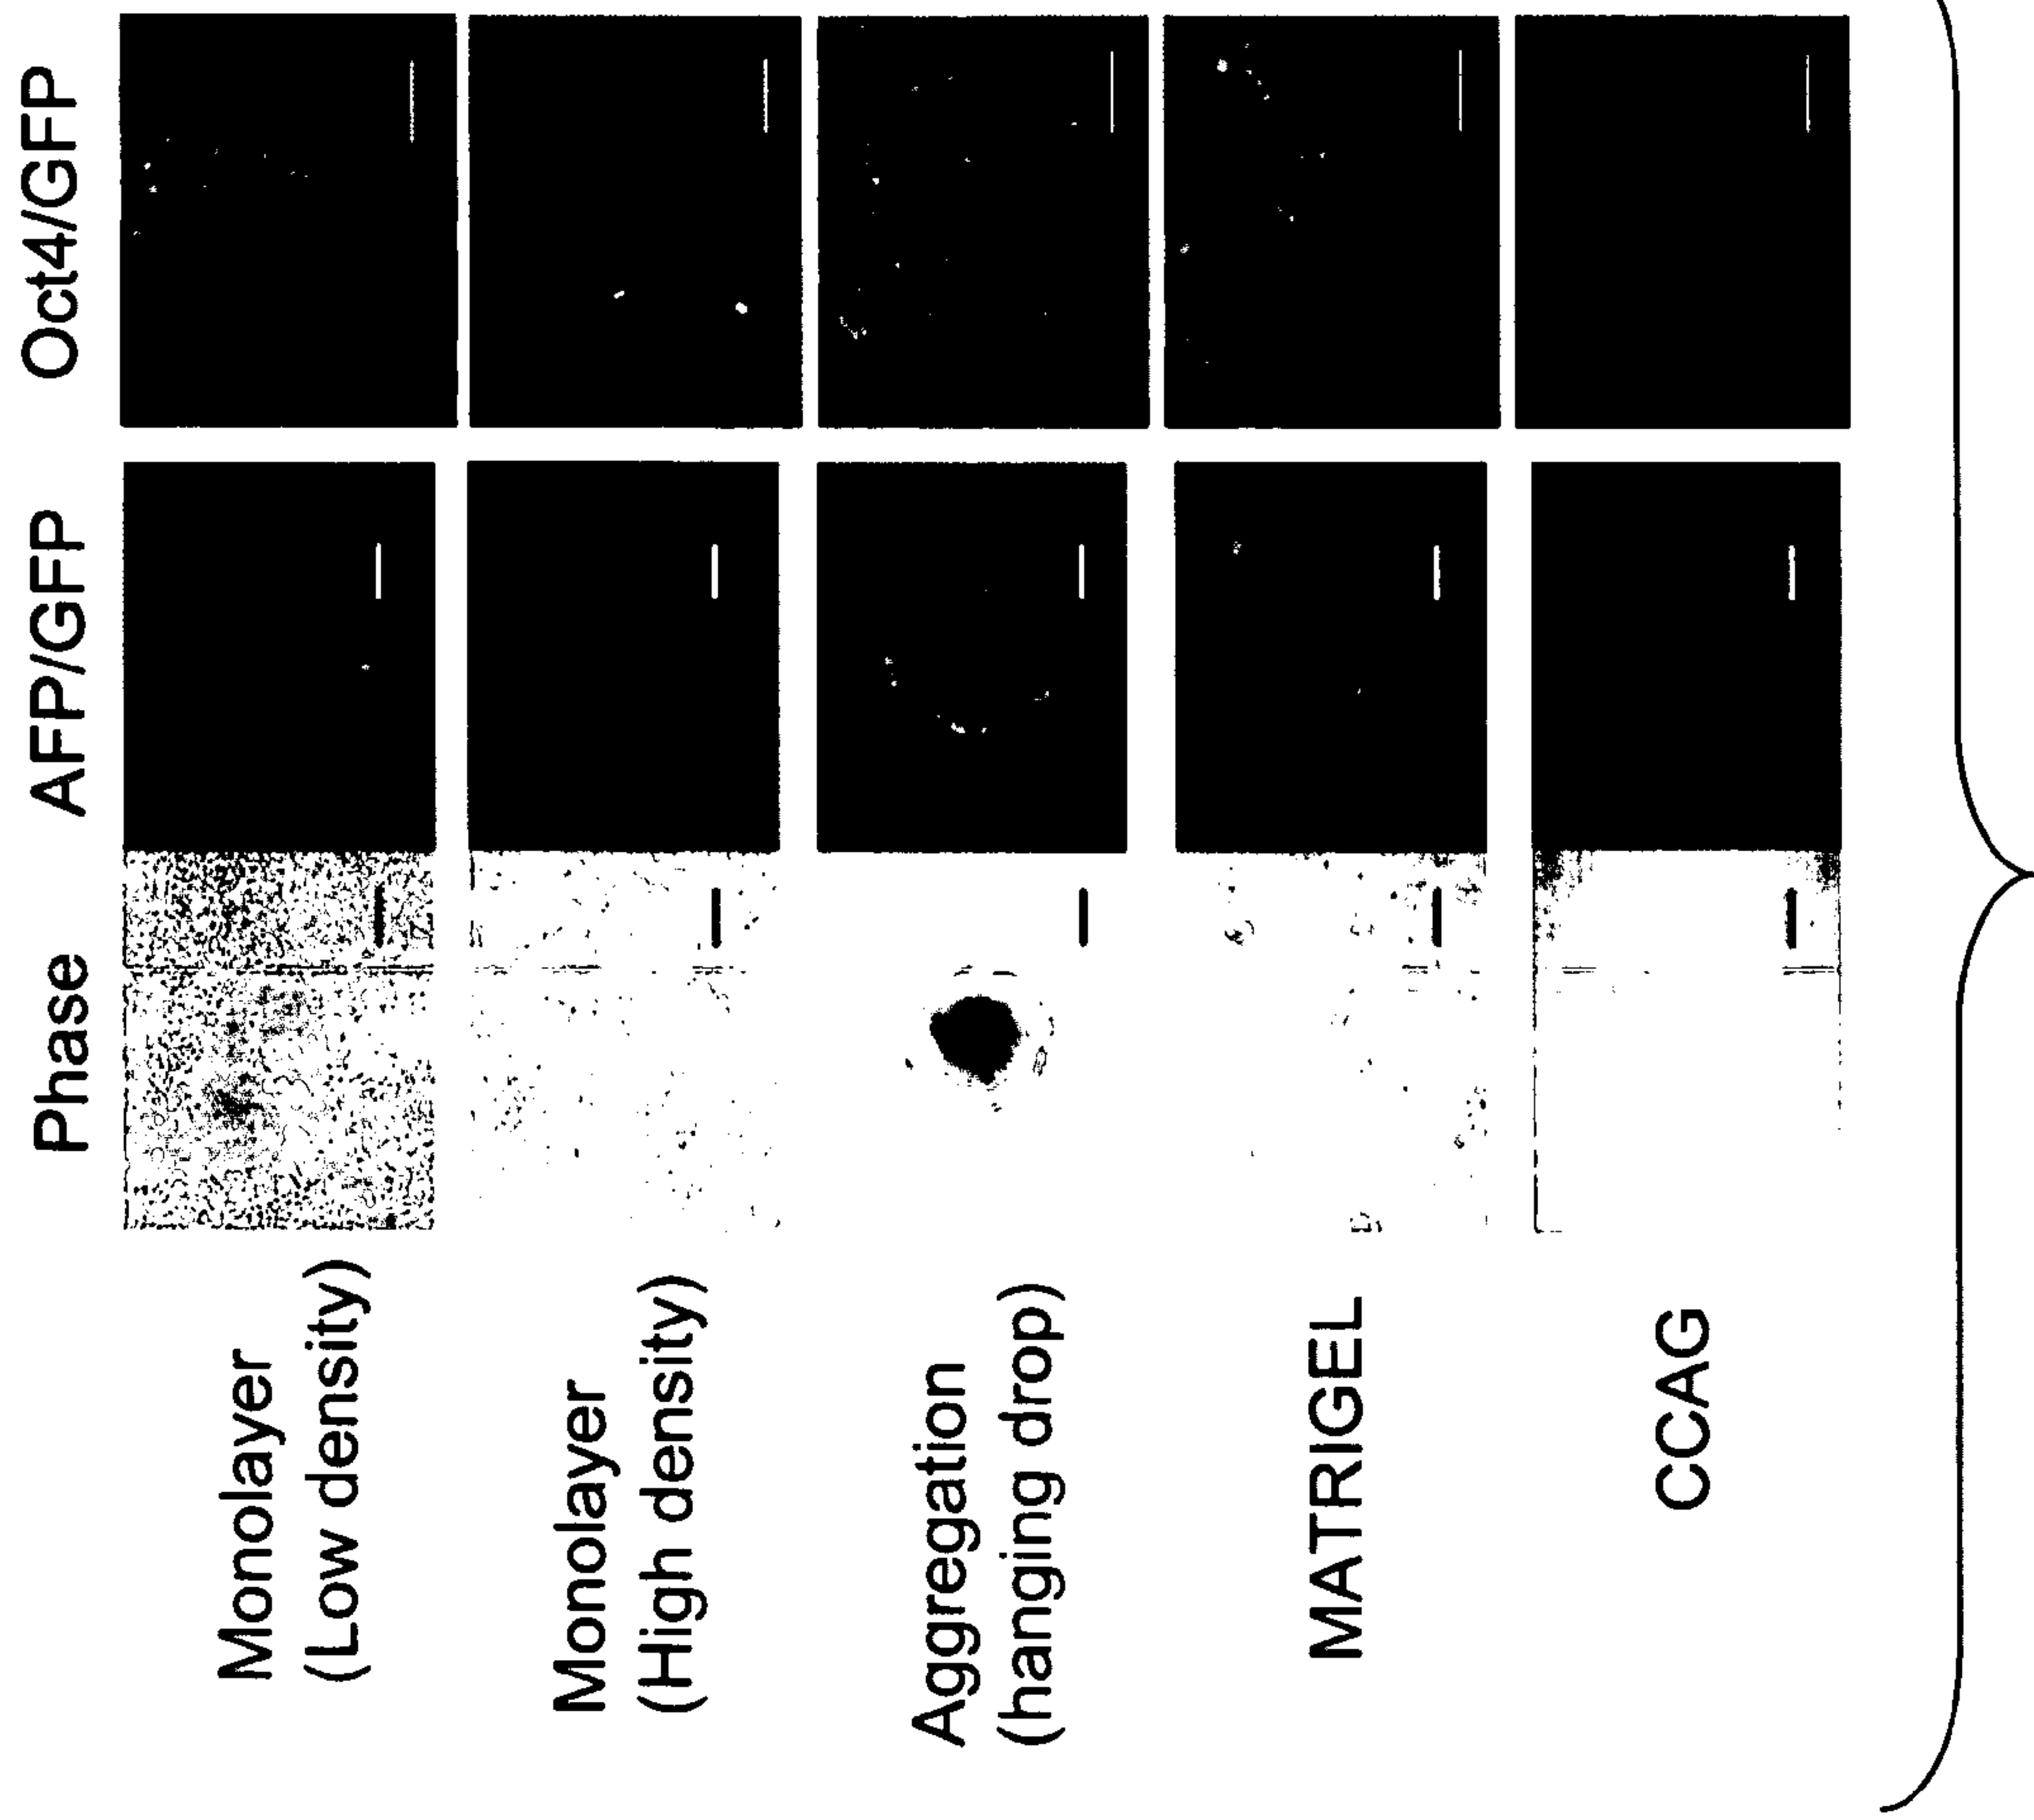 Phase
AFP/GFP
Oct4/GFP
Monolayer
(Low density)
Monolayer
(High density)
Aggregation
(hanging drop)
MATRIGEL
CCAG